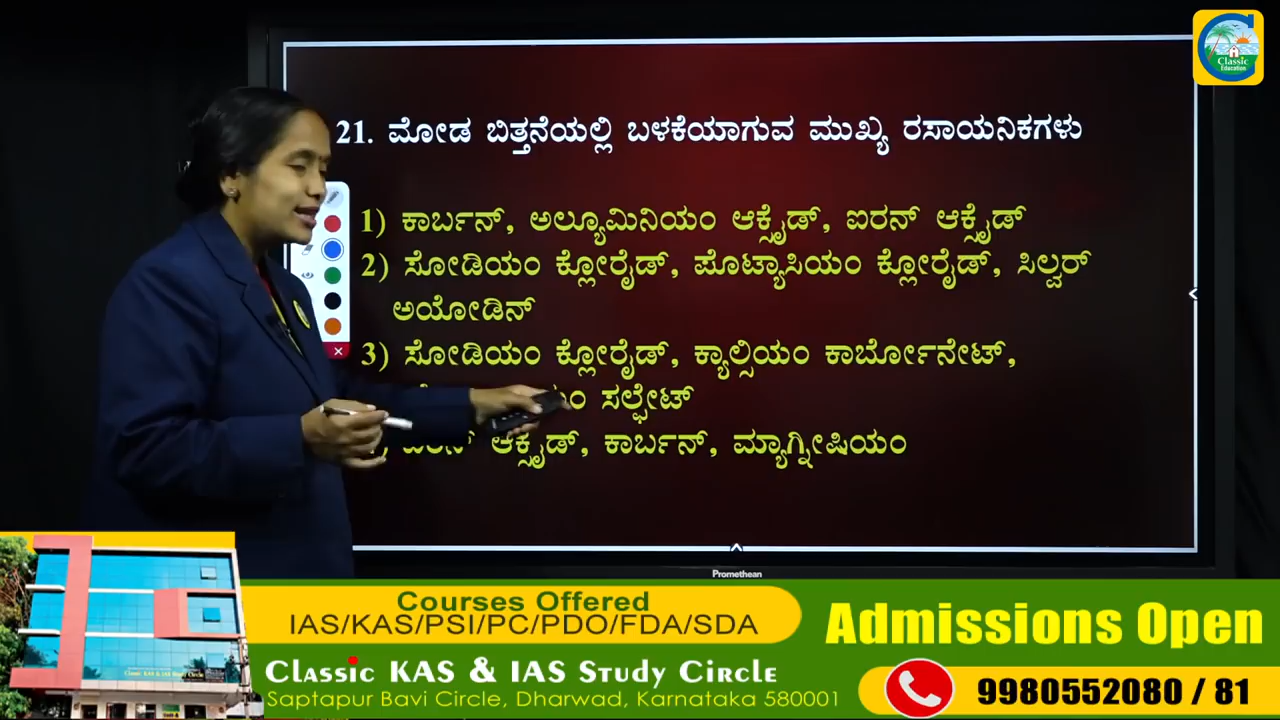 Classic
Education
21. ಮೋಡ ಬಿತ್ತನೆಯಲ್ಲಿ ಬಳಕೆಯಾಗುವ ಮುಖ್ಯ ರಸಾಯನಿಕಗಳು
1) ಕಾರ್ಬನ್, ಅಲ್ಯೂಮಿನಿಯಂ ಆಕ್ಸೈಡ್, ಐರನ್ ಆಕ್ಸೈಡ್
2) ಸೋಡಿಯಂ ಕ್ಲೋರೈಡ್, ಪೊಟ್ಯಾಸಿಯಂ ಕ್ಲೋರೈಡ್, ಸಿಲ್ವರ್
ಅಯೋಡಿನ್
3) ಸೋಡಿಯಂ ಕ್ಲೋರೈಡ್, ಕ್ಯಾಲ್ಸಿಯಂ ಕಾರ್ಬೋನೇಟ್,
ಸಲ್ಫೇಟ್
ಆಕ್ಸೈಡ್, ಕಾರ್ಬನ್, ಮ್ಯಾಗ್ನೀಷಿಯಂ
Promethean
Courses Offered
IAS/KAS/PSI/PC/PDO/FDA/SDA
Admissions Open
Classic KAS & IAS Study Circle
Saptapur Bavi Circle, Dharwad, Karnataka 580001
9980552080 / 81